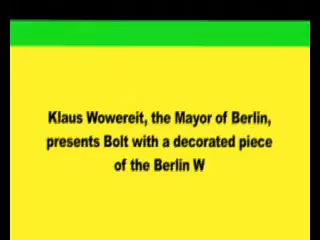 Klaus Wowereit, the Mayor of Berlin,
presents Bolt with a decorated piece
of the Berlin W